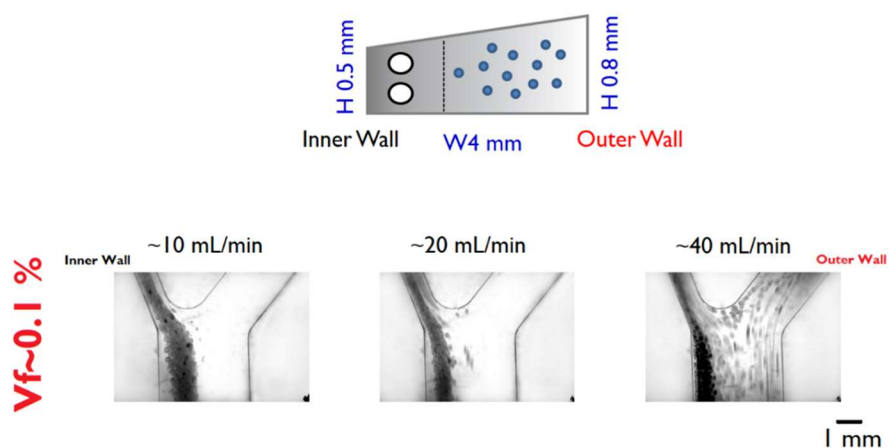 H 0.5 mm
H 0.8 mm
Inner Wall
W4 mm
Outer Wall
Vf~0.1 %
~10 mL/min
~20 mL/min
~40 mL/min
Inner Wall
Outer Wall
1 mm